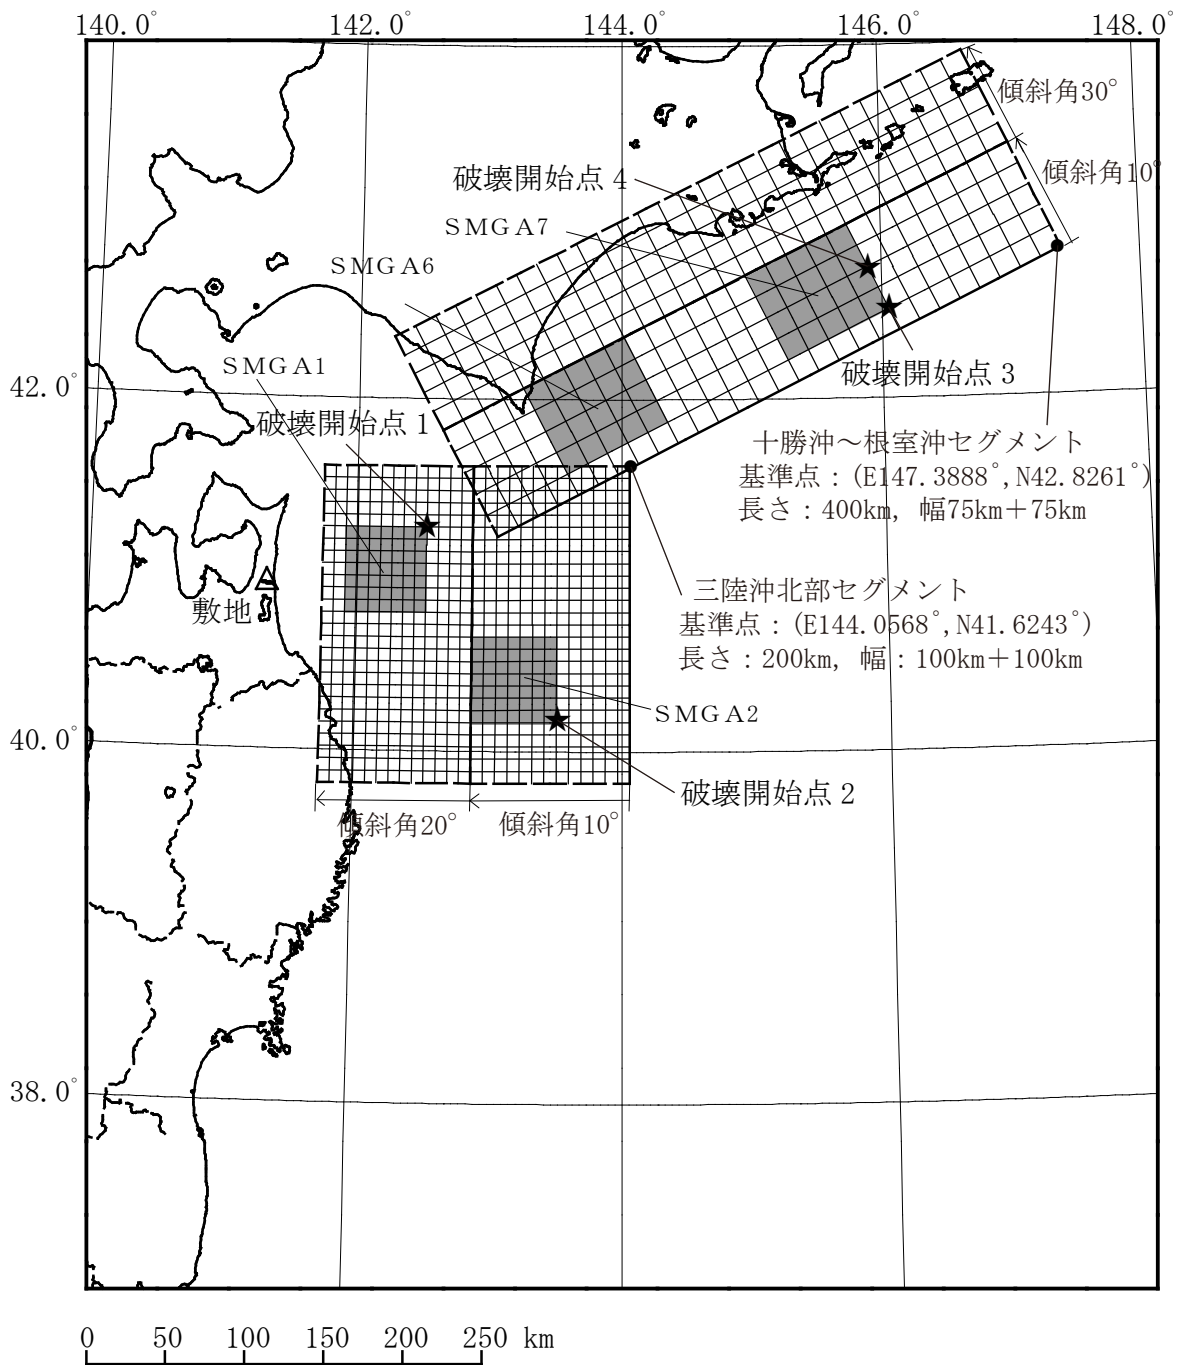 140.0° 142.0° 144.0° 146.0° 148.0°
傾斜角30°
破壊開始点４
傾斜角10°
SMGA7
SMGA6
SMGA1
42.0°
破壊開始点３
破壊開始点１
十勝沖～根室沖セグメント
基準点：(E147.3888°,N42.8261°)
長さ：400km, 幅75km＋75km
敷地
三陸沖北部セグメント
基準点：(E144.0568°,N41.6243°)
長さ：200km, 幅：100km＋100km
SMGA2
40.0°
破壊開始点２
傾斜角20° 傾斜角10°
38.0°
0 50 100 150 200 250 km